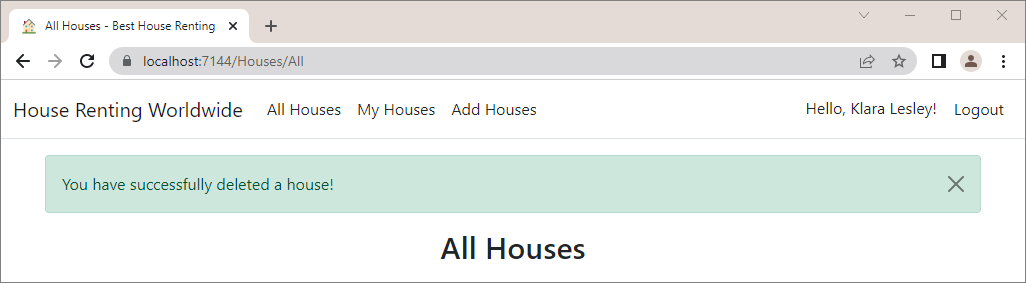 All Houses - Best House Renting
localhost:7144/Houses/All
House Renting Worldwide All Houses My Houses Add Houses Hello, Klara Lesley! Logout
You have successfully deleted a house!
All Houses